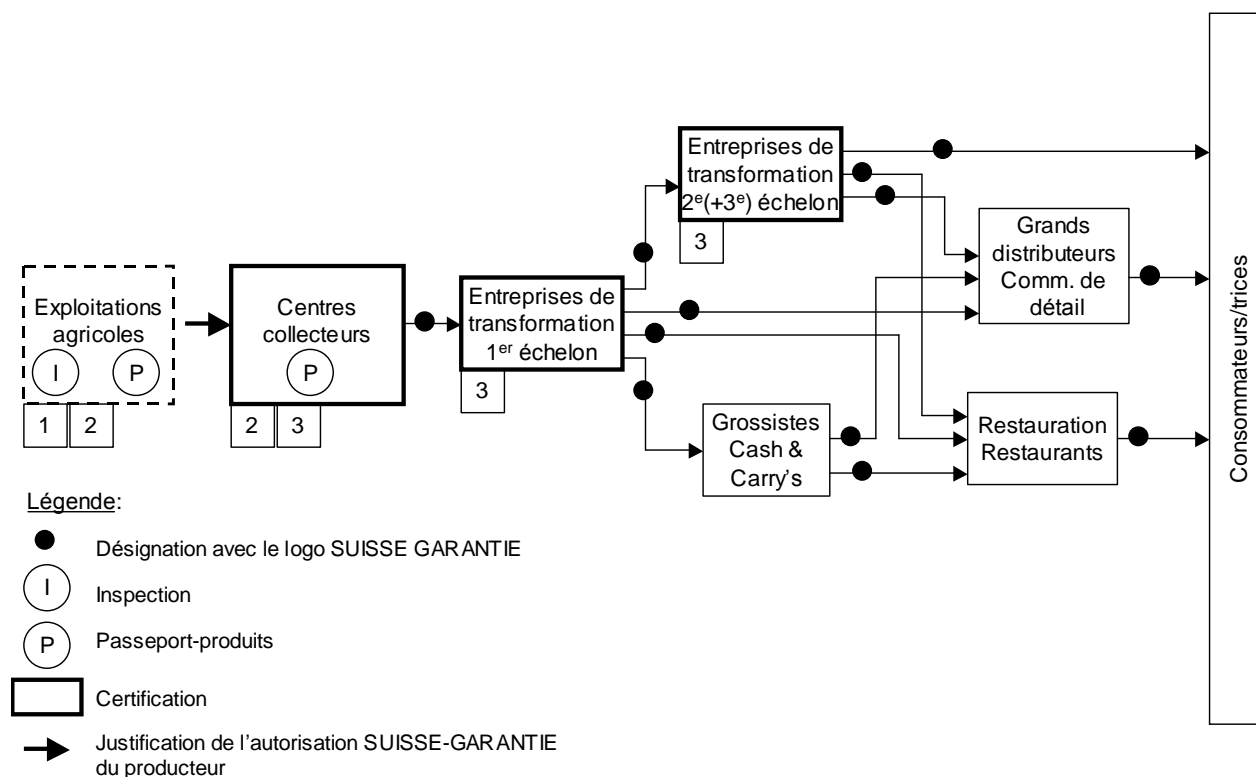 Exploitations
agricoles
I
P
1
2
Centres
collecteurs
P
2
3
Entreprises de
transformation
1er échelon
3
Entreprises de
transformation
2e(+3e) échelon
3
Grossistes
Cash &
Carry's
Grands
distributeurs
Comm. de
détail
Restauration
Restaurants
Consommateurs/trices
Légende:
Désignation avec le logo SUISSE GARANTIE
I
Inspection
P
Passeport-produits
Certification
Justification de l'autorisation SUISSE-GARANTIE
du producteur